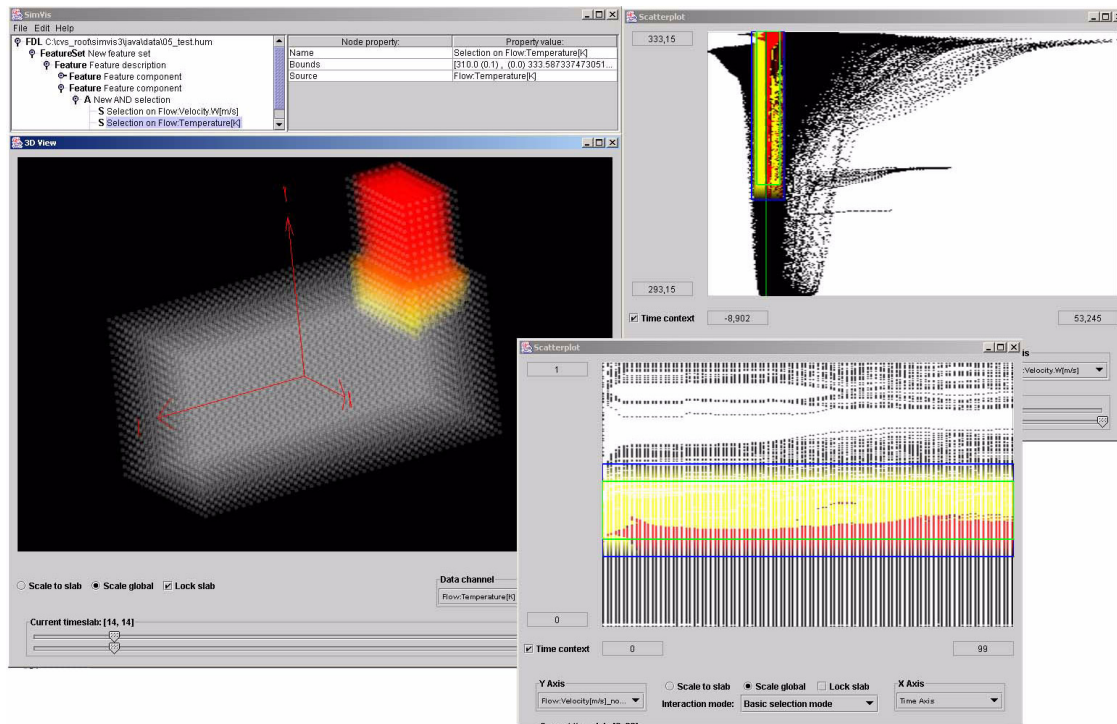 SimVis
File Edit Help
FDL C:\cvs_root\simvis3\java\data\05_test.hum
FeatureSet New feature set
Feature Feature description
Feature Feature component
Feature Feature component
A New AND selection
S Selection on Flow:Velocity.W[m/s]
S Selection on Flow:Temperature[K]
Node property: Property value:
Name Selection on Flow:Temperature[K]
Bounds [310.0 (0.1) , (0.0) 333.587337473051...
Source Flow:Temperature[K]
3D View
Scale to slab Scale global Lock slab
Data channel
Flow:Temperature[K]
Current timeslab: [14, 14]
Scatterplot
333,15
293,15
Time context -8,902 53,245
:Velocity.W[m/s]
Scatterplot
1
0
Time context 0 99
Y Axis Scale to slab Scale global Lock slab X Axis
Flow:Velocity[m/s]_no... Interaction mode: Basic selection mode Time Axis